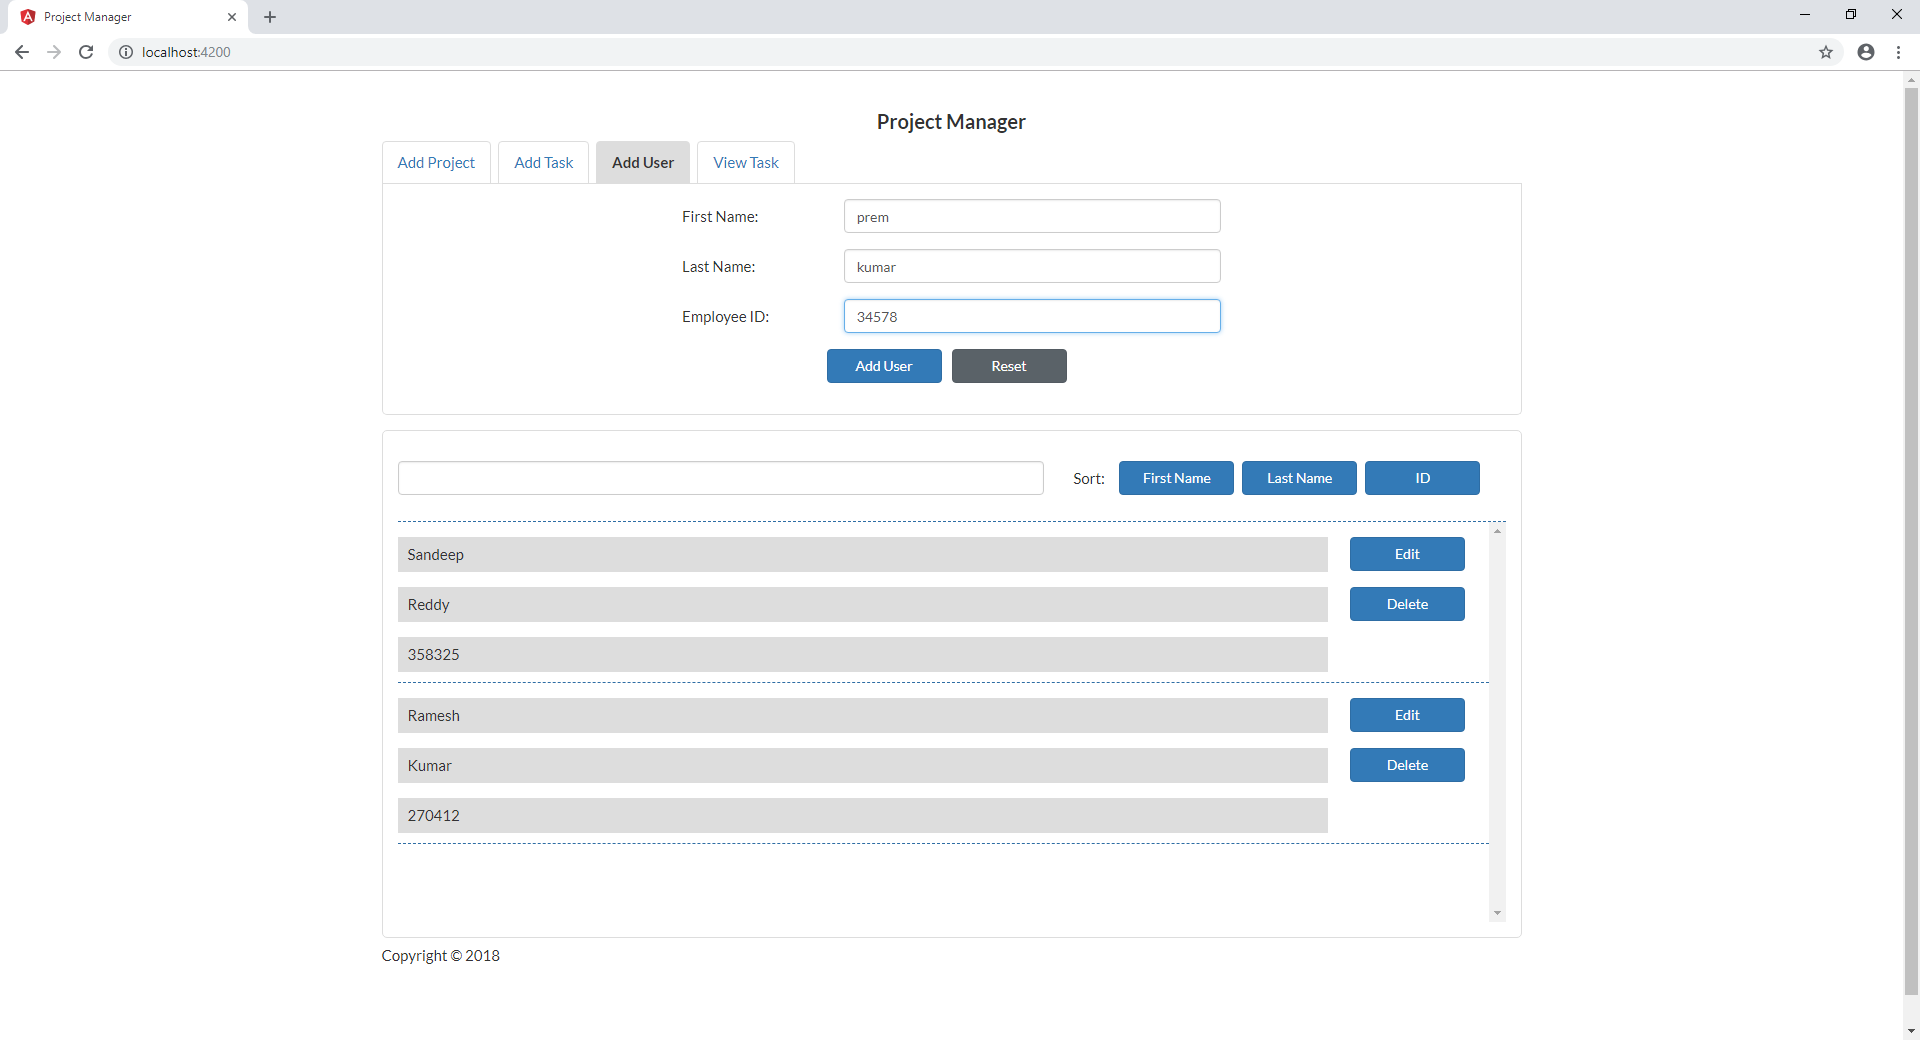 Project Manager
localhost:4200
Project Manager
Add Project Add Task Add User View Task
First Name: prem
Last Name: kumar
Employee ID: 34578
Add User Reset
Sort: First Name Last Name ID
Sandeep Edit
Reddy Delete
358325
Ramesh Edit
Kumar Delete
270412
Copyright © 2018